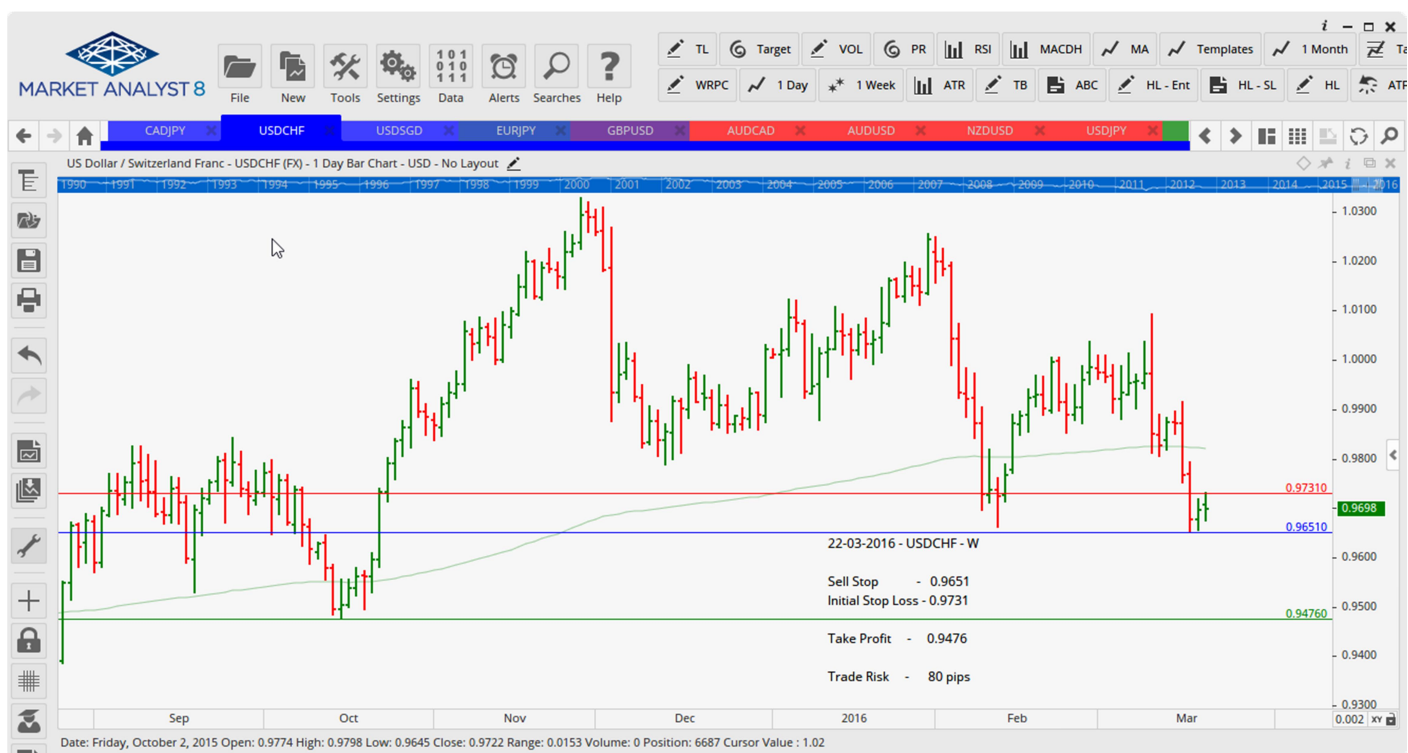 MARKET ANALYST 8
File New Tools Settings 101 010 111 Data Alerts Searches ? Help
TL Target VOL PR RSI MACDH MA Templates 1 Month
WRPC 1 Day 1 Week ATR TB ABC HL - Ent HL - SL HL ATR
CADJPY USDCHF USDSGD EURJPY GBPUSD AUDCAD AUDUSD NZDUSD USDJPY
US Dollar / Switzerland Franc - USDCHF (FX) - 1 Day Bar Chart - USD - No Layout
1990 1991 1992 1993 1994 1995 1996 1997 1998 1999 2000 2001 2002 2003 2004 2005 2006 2007 2008 2009 2010 2011 2012 2013 2014 2015 2016
1.0300
1.0200
1.0100
1.0000
0.9900
0.9800
0.97310
0.9698
0.96510
22-03-2016 - USDCHF - W
0.9600
Sell Stop - 0.9651
Initial Stop Loss - 0.9731
0.9500
0.94760
Take Profit - 0.9476
0.9400
Trade Risk - 80 pips
0.9300
Sep Oct Nov Dec 2016 Feb Mar 0.002 XY
Date: Friday, October 2, 2015 Open: 0.9774 High: 0.9798 Low: 0.9645 Close: 0.9722 Range: 0.0153 Volume: 0 Position: 6687 Cursor Value : 1.02